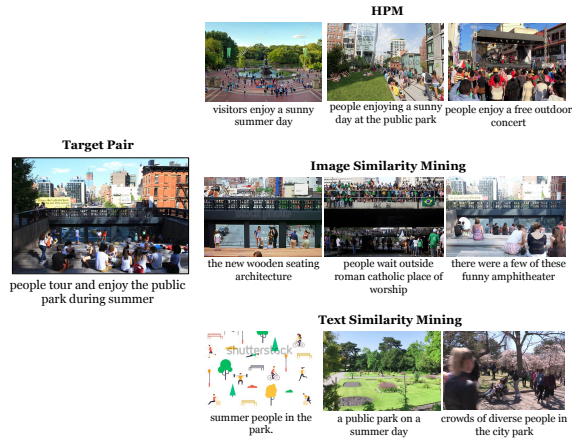 HPM
visitors enjoy a sunny
summer day
people enjoying a sunny
day at the public park
people enjoy a free outdoor
concert
Target Pair
people tour and enjoy the public
park during summer
Image Similarity Mining
the new wooden seating
architecture
people wait outside
roman catholic place of
worship
there were a few of these
funny amphitheater
Text Similarity Mining
shutterstock
summer people in the
park.
a public park on a
summer day
crowds of diverse people in
the city park